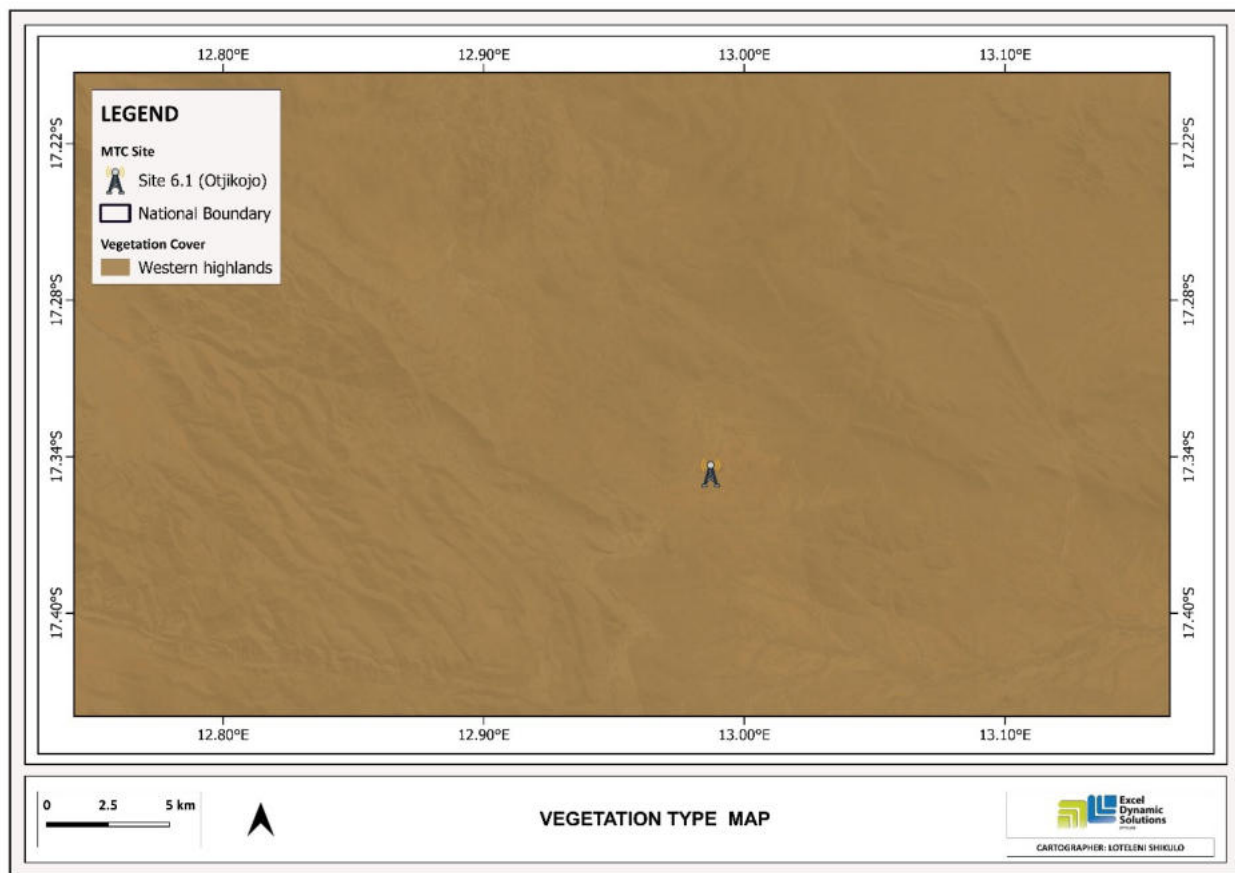 12.80°E 12.90°E 13.00°E 13.10°E
LEGEND
MTC Site
Site 6.1 (Otjikojo)
National Boundary
Vegetation Cover
Western highlands
17.22°S 17.22°S
17.28°S 17.28°S
17.34°S 17.34°S
17.40°S 17.40°S
12.80°E 12.90°E 13.00°E 13.10°E
0 2.5 5 km
VEGETATION TYPE MAP
Excel
Dynamic
Solutions
CARTOGRAPHER: LOTELENI SHIKULO